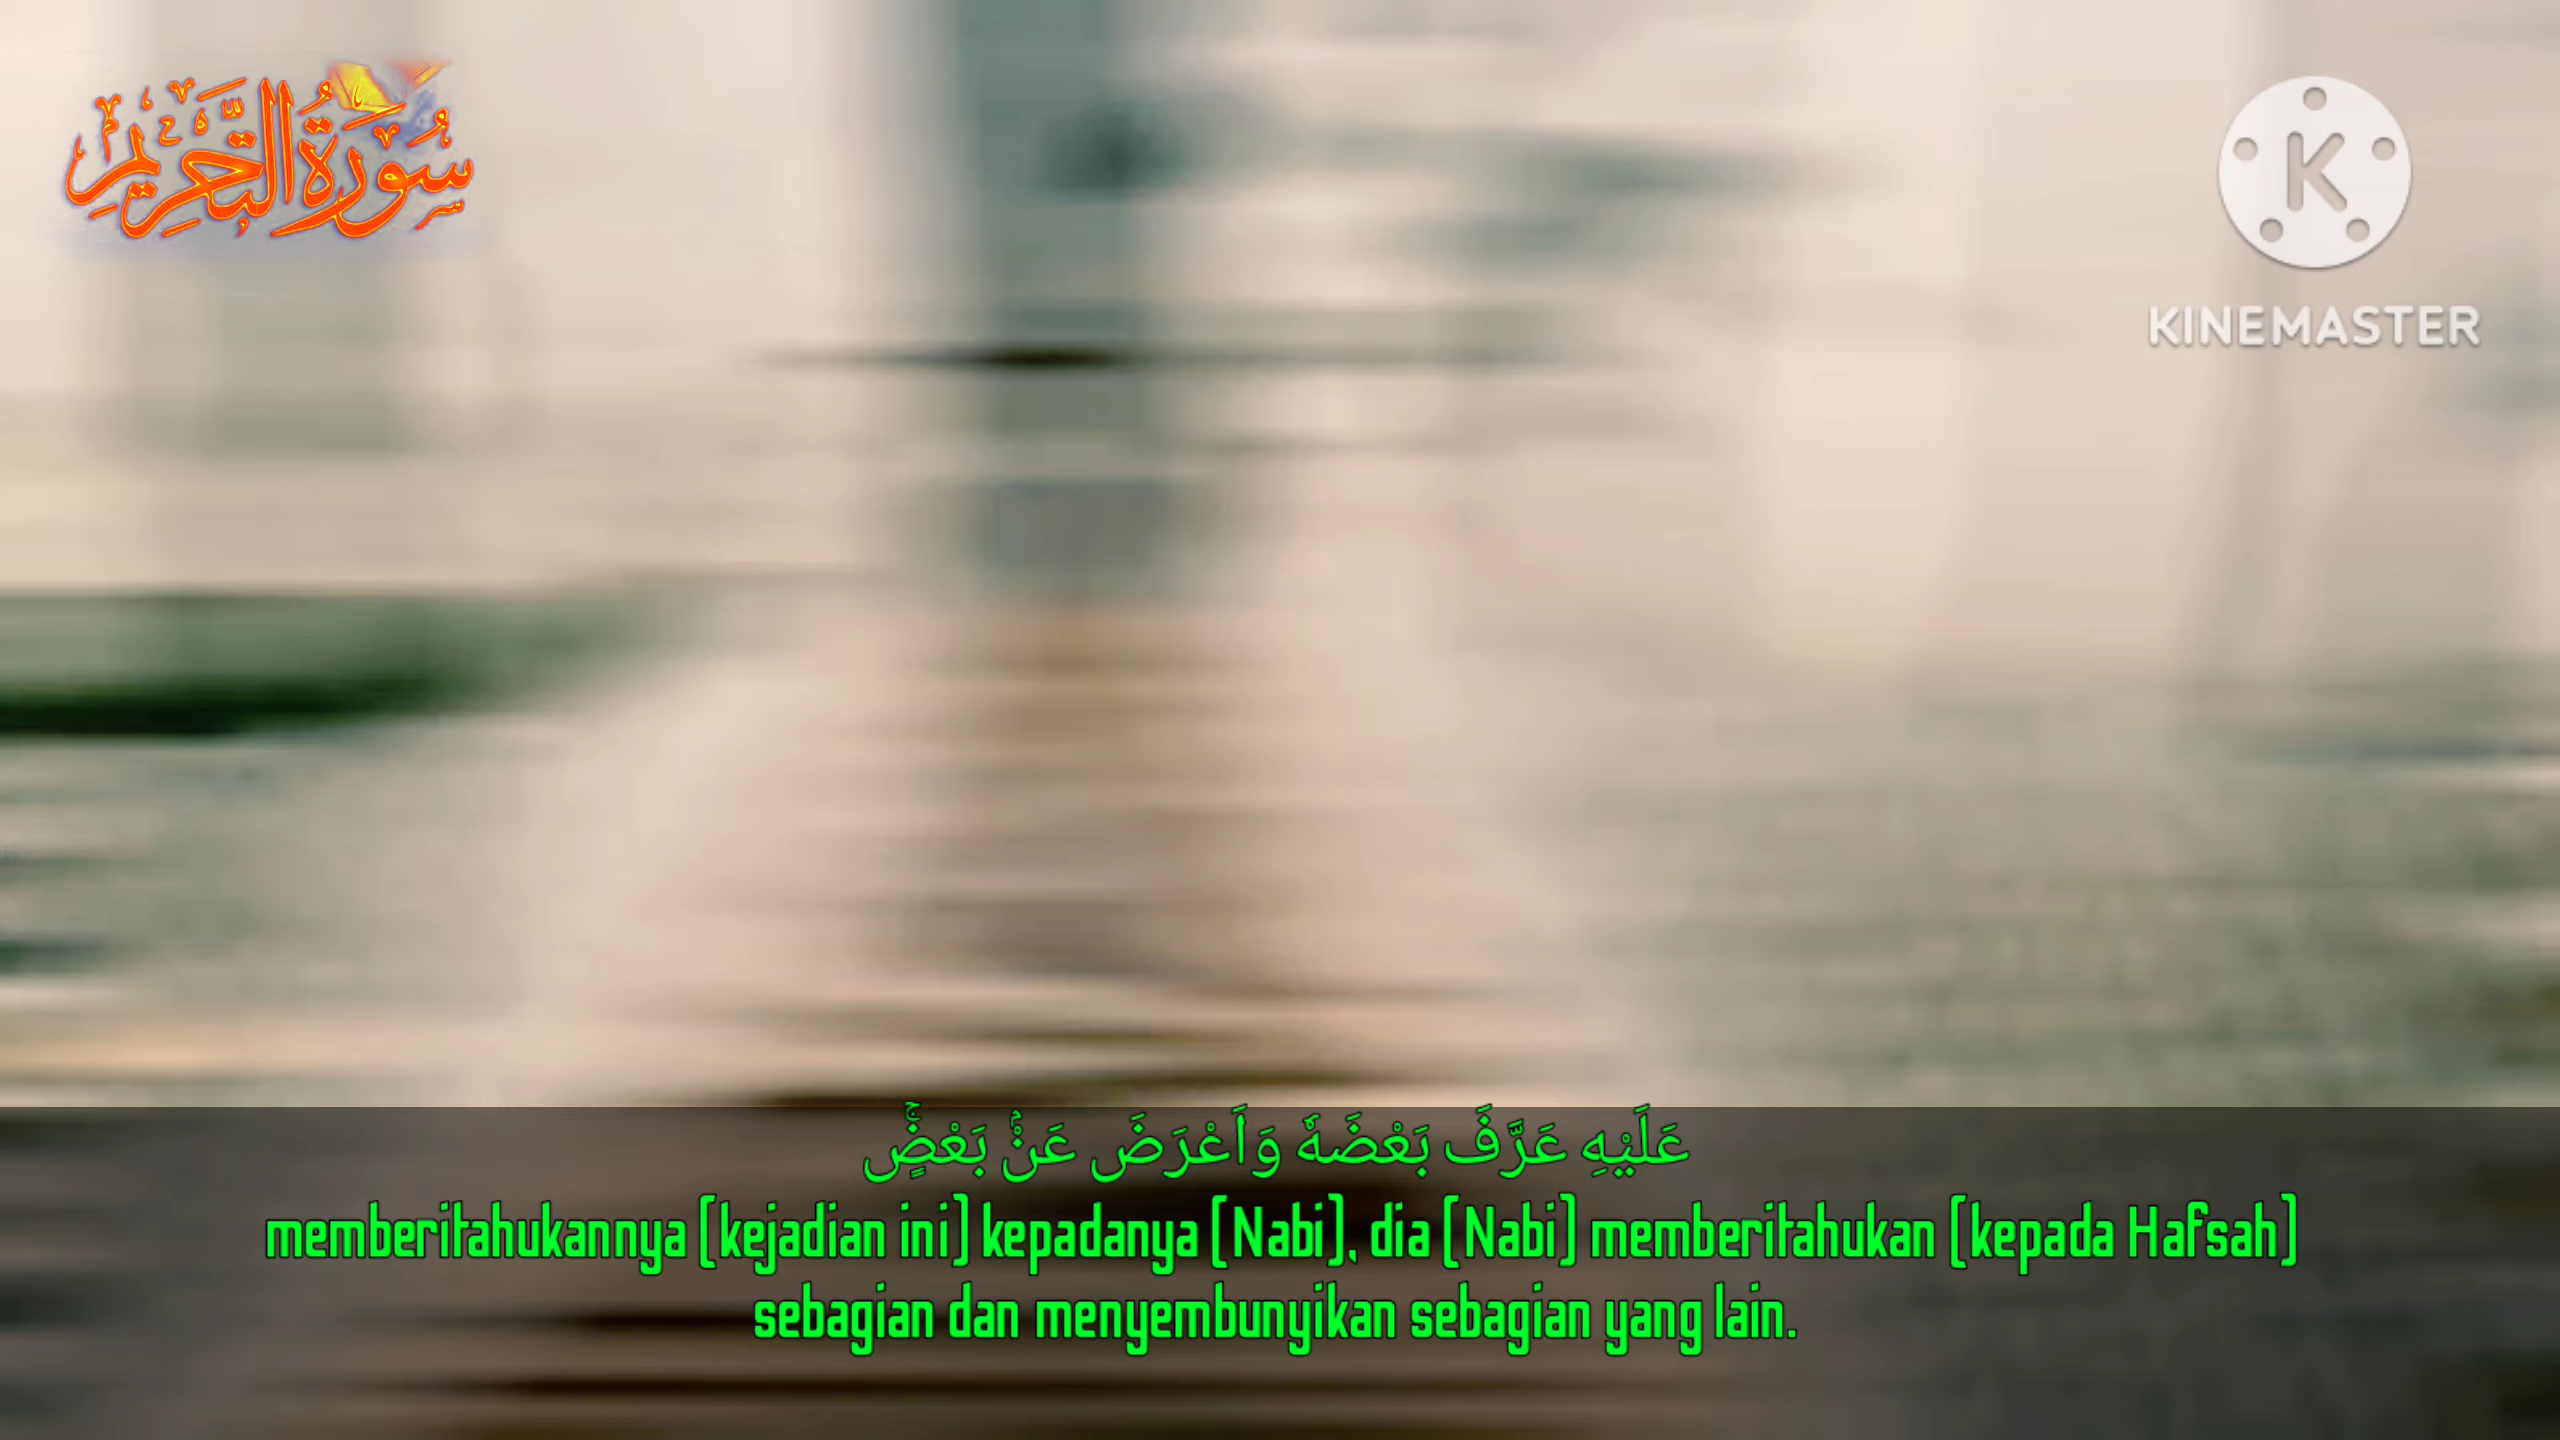 سُورَةُ التَّحْرِيمِ
KINEMASTER
عَلَيْهِ عَرَّفَ بَعْضَهٗ وَاَعْرَضَ عَنْۢ بَعْضٍۚ
memberitahukannya (kejadian ini) kepadanya (Nabi), dia (Nabi) memberitahukan (kepada Hafsah)
sebagian dan menyembunyikan sebagian yang lain.